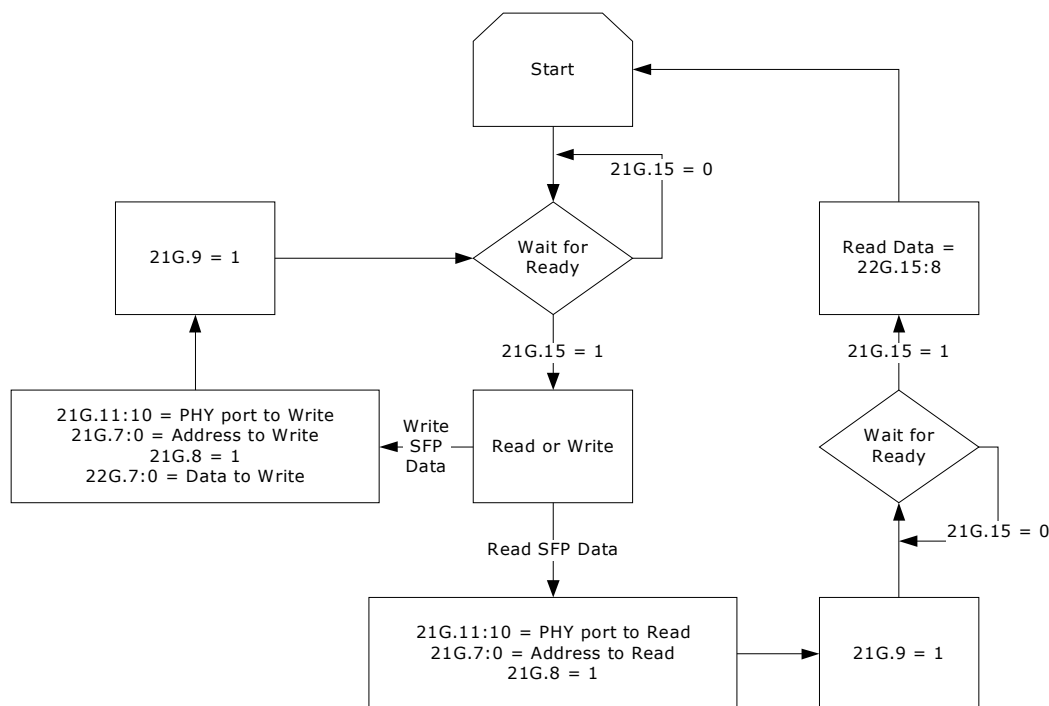 Start
21G.15 = 0
21G.9 = 1
Wait for
Ready
Read Data =
22G.15:8
21G.15 = 1
21G.15 = 1
21G.11:10 = PHY port to Write
21G.7:0 = Address to Write
21G.8 = 1
22G.7:0 = Data to Write
Write
SFP
Data
Read or Write
Wait for
Ready
21G.15 = 0
Read SFP Data
21G.11:10 = PHY port to Read
21G.7:0 = Address to Read
21G.8 = 1
21G.9 = 1